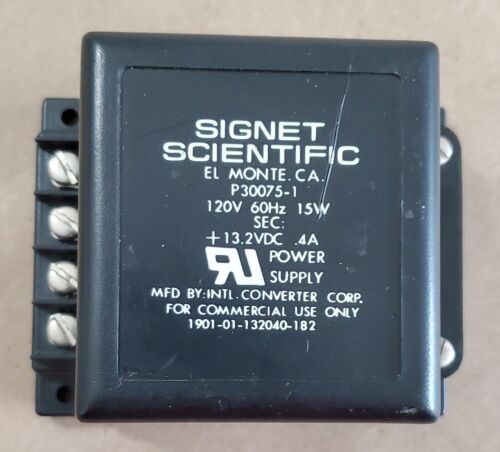 SIGNET
SCIENTIFIC
EL MONTE. CA.
P30075-1
120V 60Hz 15W
SEC:
+13.2VDC .4A
RU POWER
SUPPLY
MFD BY:INTL. CONVERTER CORP.
FOR COMMERCIAL USE ONLY
1901-01-132040-182